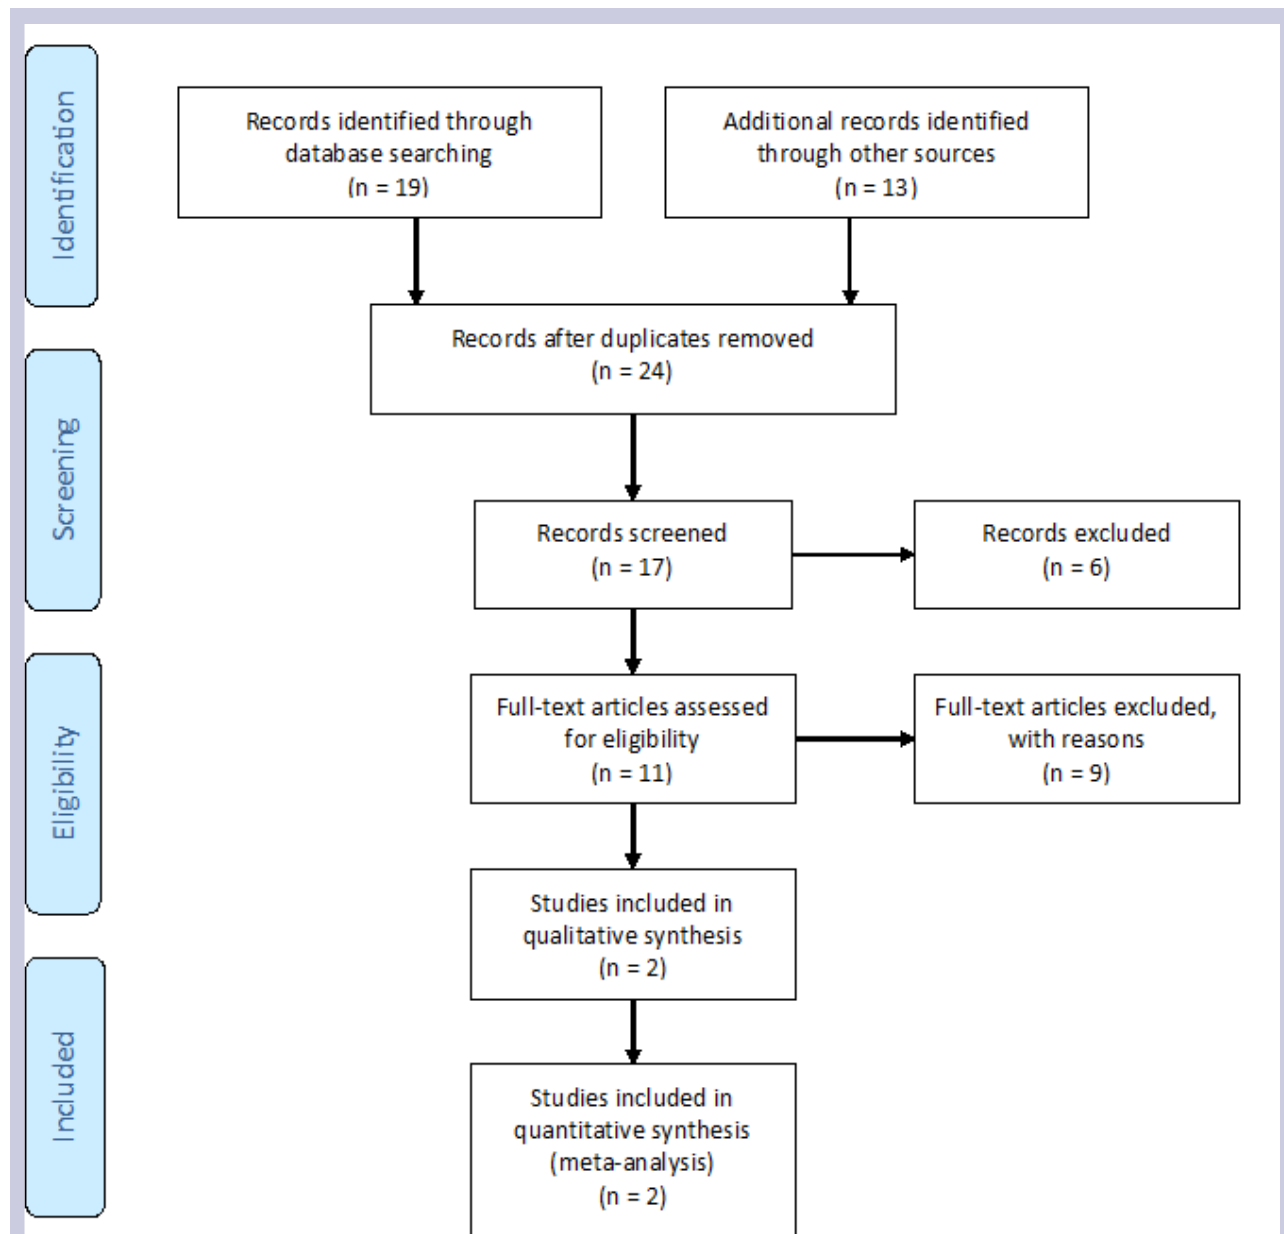 Identification
Records identified through
database searching
(n = 19)
Additional records identified
through other sources
(n = 13)
Records after duplicates removed
(n = 24)
Screening
Records screened
(n = 17)
Records excluded
(n = 6)
Eligibility
Full-text articles assessed
for eligibility
(n = 11)
Full-text articles excluded,
with reasons
(n = 9)
Studies included in
qualitative synthesis
(n = 2)
Included
Studies included in
quantitative synthesis
(meta-analysis)
(n = 2)